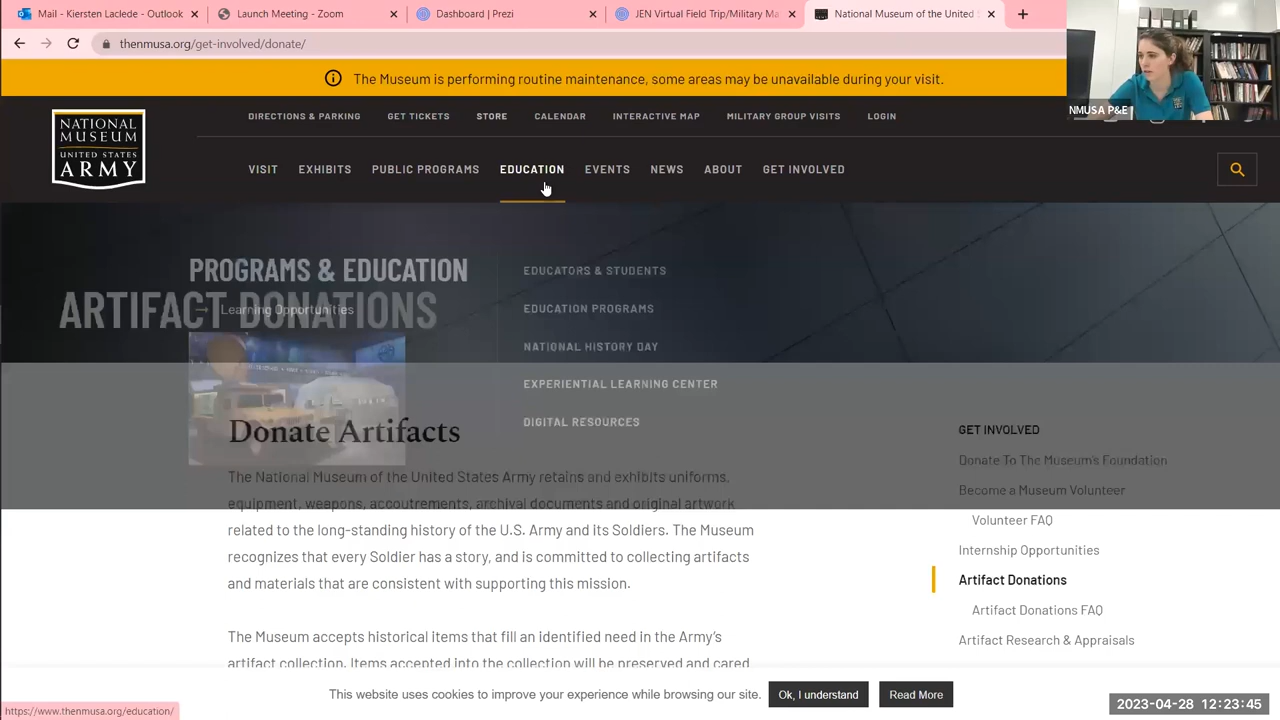 Mail - Kiersten Laclede - Outlook
Launch Meeting - Zoom
Dashboard | Prezi
JEN Virtual Field Trip/Military Ma
National Museum of the United S
thenmusa.org/get-involved/donate/
The Museum is performing routine maintenance, some areas may be unavailable during your visit.
NMUSA P&E
DIRECTIONS & PARKING
GET TICKETS
STORE
CALENDAR
INTERACTIVE MAP
MILITARY GROUP VISITS
LOGIN
NATIONAL
MUSEUM
UNITED STATES
ARMY
VISIT
EXHIBITS
PUBLIC PROGRAMS
EDUCATION
EVENTS
NEWS
ABOUT
GET INVOLVED
PROGRAMS & EDUCATION
ARTIFACT DONATIONS
→ Learning Opportunities
EDUCATORS & STUDENTS
EDUCATION PROGRAMS
NATIONAL HISTORY DAY
EXPERIENTIAL LEARNING CENTER
DIGITAL RESOURCES
Donate Artifacts
The National Museum of the United States Army retains and exhibits uniforms,
equipment, weapons, accoutrements, archival documents and original artwork
related to the long-standing history of the U.S. Army and its Soldiers. The Museum
recognizes that every Soldier has a story, and is committed to collecting artifacts
and materials that are consistent with supporting this mission.
The Museum accepts historical items that fill an identified need in the Army's
artifact collection. Items accepted into the collection will be preserved and cared
GET INVOLVED
Donate To The Museum's Foundation
Become a Museum Volunteer
Volunteer FAQ
Internship Opportunities
Artifact Donations
Artifact Donations FAQ
Artifact Research & Appraisals
This website uses cookies to improve your experience while browsing our site.
Ok, I understand
Read More
https://www.thenmusa.org/education/
2023-04-28 12:23:45